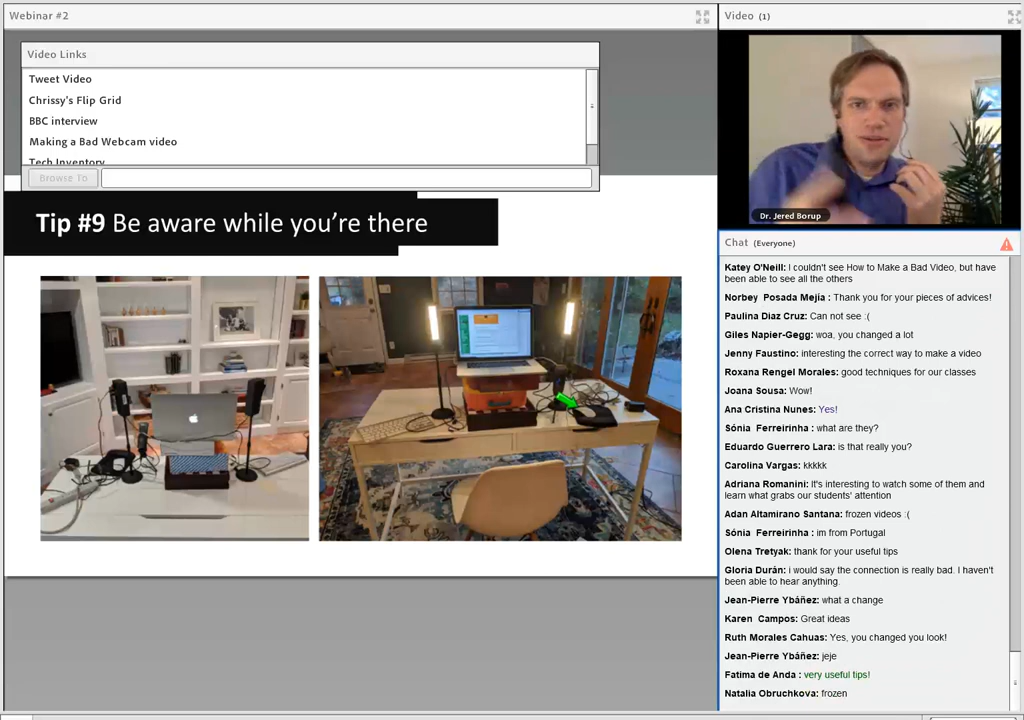 Webinar #2
Video Links
Tweet Video
Chrissy's Flip Grid
BBC interview
Making a Bad Webcam video
Tech Inventory
Browse To
Tip #9 Be aware while you're there
Video (1)
Dr. Jered Borup
Chat (Everyone)
Katey O'Neill: I couldn't see How to Make a Bad Video, but have
been able to see all the others
Norbey Posada Mejía : Thank you for your pieces of advices!
Paulina Diaz Cruz: Can not see :(
Giles Napier-Gegg: woa, you changed a lot
Jenny Faustino: interesting the correct way to make a video
Roxana Rengel Morales: good techniques for our classes
Joana Sousa: Wow!
Ana Cristina Nunes: Yes!
Sónia Ferreirinha : what are they?
Eduardo Guerrero Lara: is that really you?
Carolina Vargas: kkkkk
Adriana Romanini: It's interesting to watch some of them and
learn what grabs our students' attention
Adan Altamirano Santana: frozen videos :(
Sónia Ferreirinha : im from Portugal
Olena Tretyak: thank for your useful tips
Gloria Durán: i would say the connection is really bad. I haven't
been able to hear anything.
Jean-Pierre Ybáñez: what a change
Karen Campos: Great ideas
Ruth Morales Cahuas: Yes, you changed you look!
Jean-Pierre Ybáñez: jeje
Fatima de Anda : very useful tips!
Natalia Obruchkova: frozen